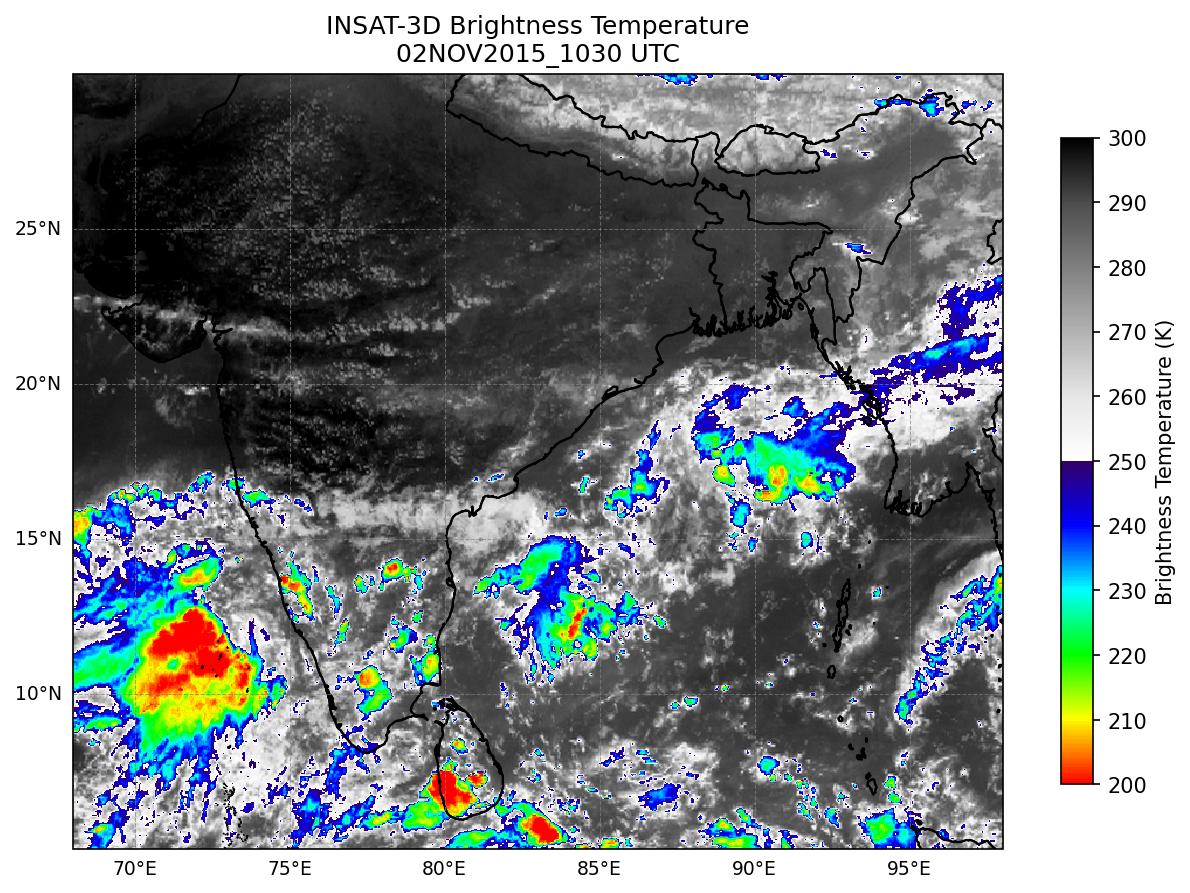 INSAT-3D Brightness Temperature
02NOV2015_1030 UTC
25°N
20°N
15°N
10°N
70°E
75°E
80°E
85°E
90°E
95°E
300
290
280
270
260
250
240
230
220
210
200
Brightness Temperature (K)